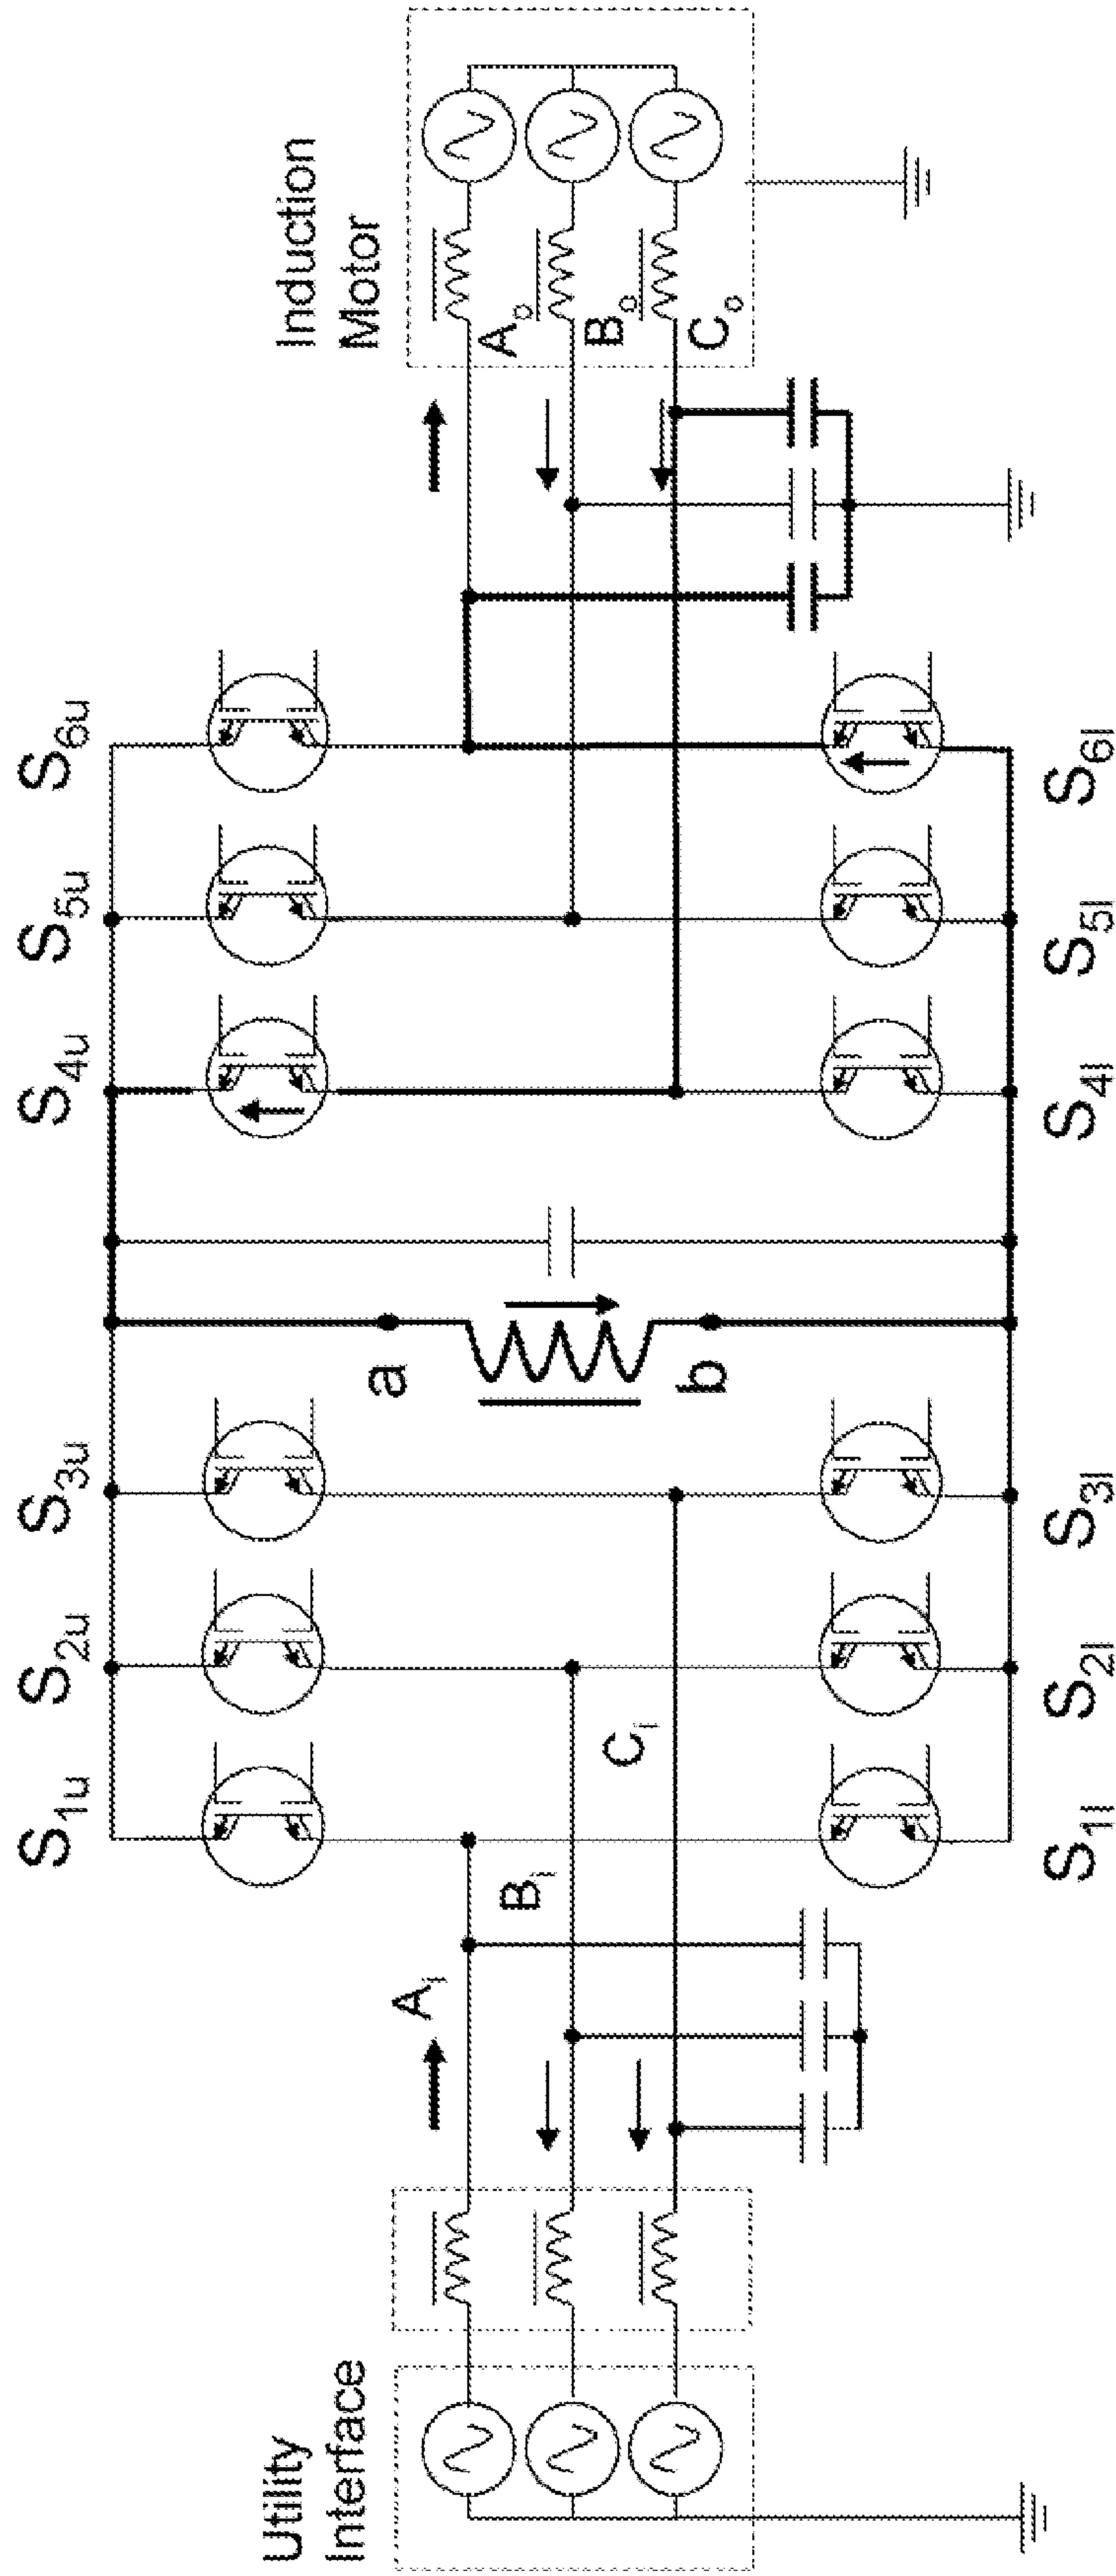 Utility
Interface
Induction
Motor
S1u
S2u
S3u
S4u
S5u
S6u
Ai
Bi
Ci
a
b
Ao
Bo
Co
S1l
S2l
S3l
S4l
S5l
S6l